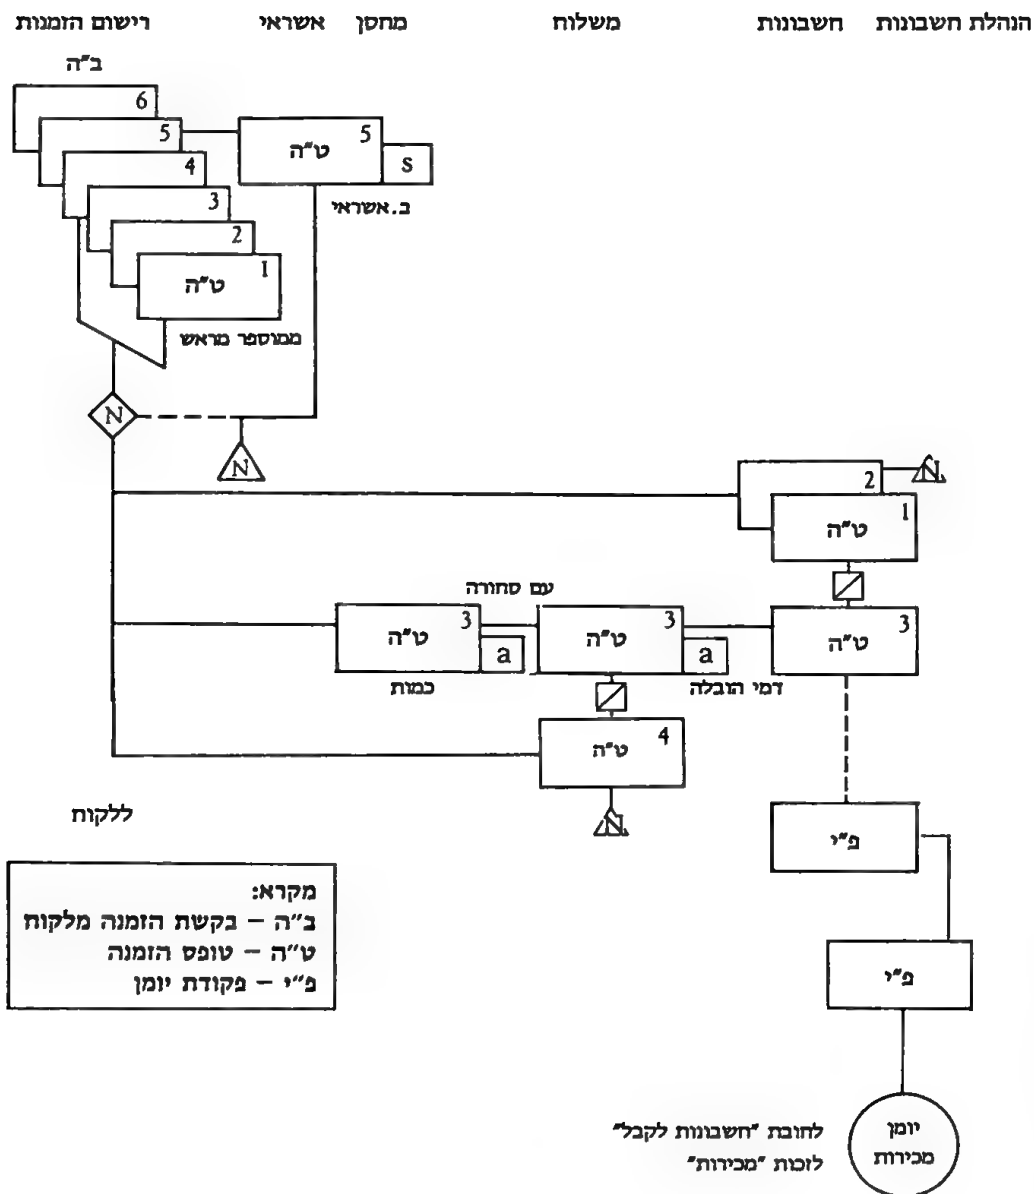 רישום הזמנות אשראי מחסן משלוח חשבונות הנהלת חשבונות
ב"ה
6
5
4
3
2
1
ט"ה
ממוספר מראש
5
ט"ה
s
ב.אשראי
N
N
2
N
1
ט"ה
עם סחורה
3
ט"ה
a
כמות
3
ט"ה
a
דמי הובלה
3
ט"ה
4
ט"ה
N
ללקוח
פ"י
מקרא:
ב"ה – בקשת הזמנה מלקוח
ט"ה – טופס הזמנה
פ"י – פקודת יומן
פ"י
יומן
מכירות
לחובת "חשבונות לקבל"
לזכות "מכירות"